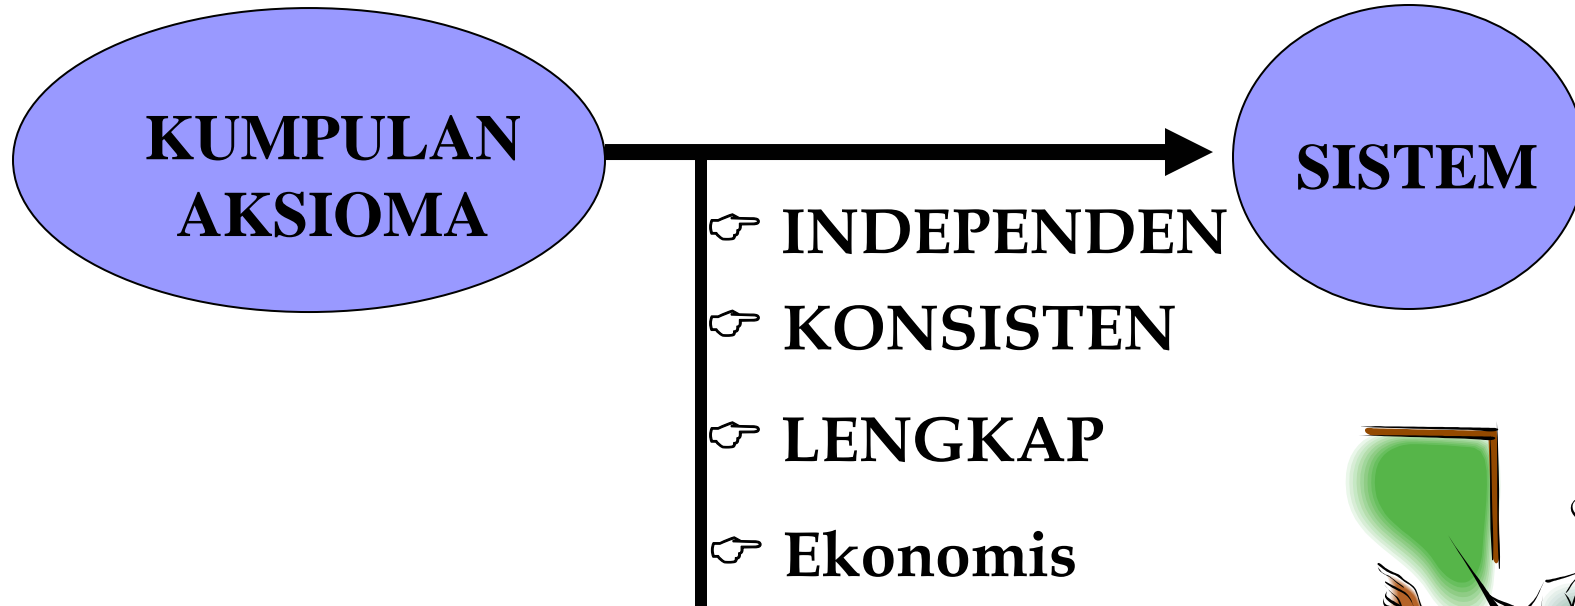 KUMPULAN
AKSIOMA
SISTEM
INDEPENDEN
KONSISTEN
LENGKAP
Ekonomis